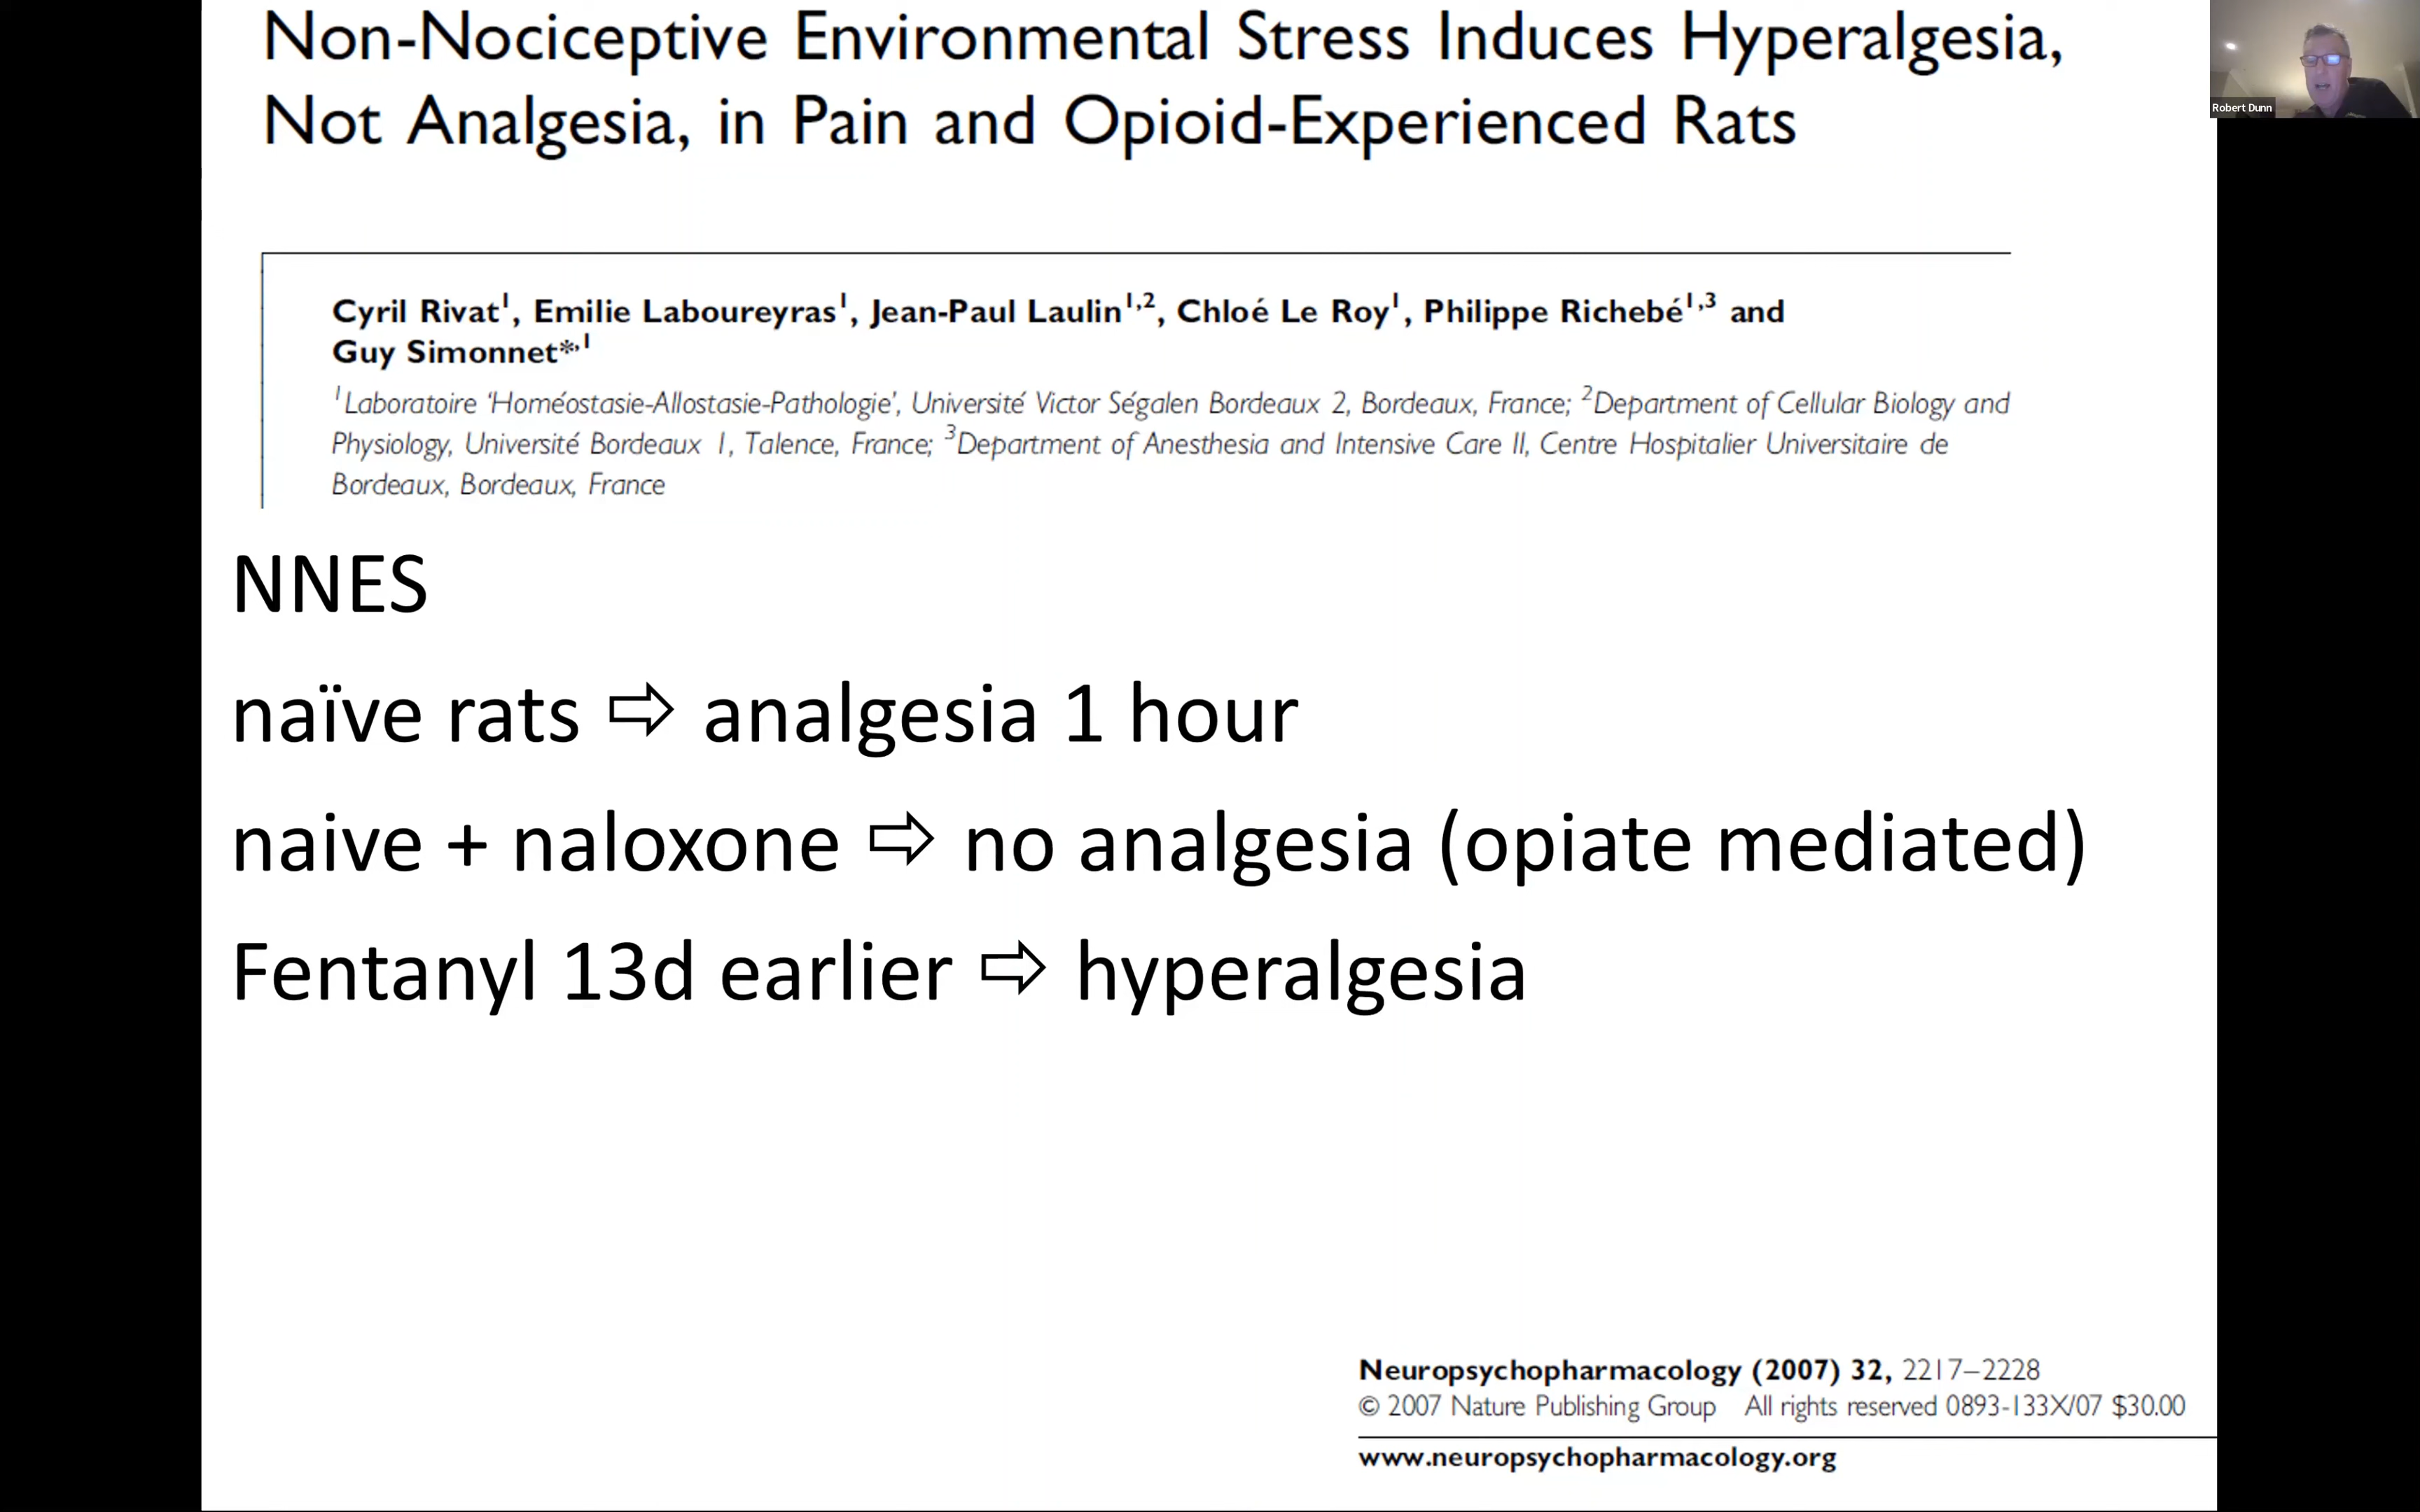 Non-Nociceptive Environmental Stress Induces Hyperalgesia,
Not Analgesia, in Pain and Opioid-Experienced Rats
Robert Dunn
Cyril Rivat¹, Emilie Laboureyras¹, Jean-Paul Laulin¹,², Chloé Le Roy¹, Philippe Richebé¹,³ and
Guy Simonnet*,¹
¹Laboratoire ‘Homéostasie-Allostasie-Pathologie’, Université Victor Ségalen Bordeaux 2, Bordeaux, France; ²Department of Cellular Biology and
Physiology, Université Bordeaux 1, Talence, France; ³Department of Anesthesia and Intensive Care II, Centre Hospitalier Universitaire de
Bordeaux, Bordeaux, France
NNES
naïve rats ⇨ analgesia 1 hour
naive + naloxone ⇨ no analgesia (opiate mediated)
Fentanyl 13d earlier ⇨ hyperalgesia
Neuropsychopharmacology (2007) 32, 2217–2228
© 2007 Nature Publishing Group All rights reserved 0893-133X/07 $30.00
www.neuropsychopharmacology.org